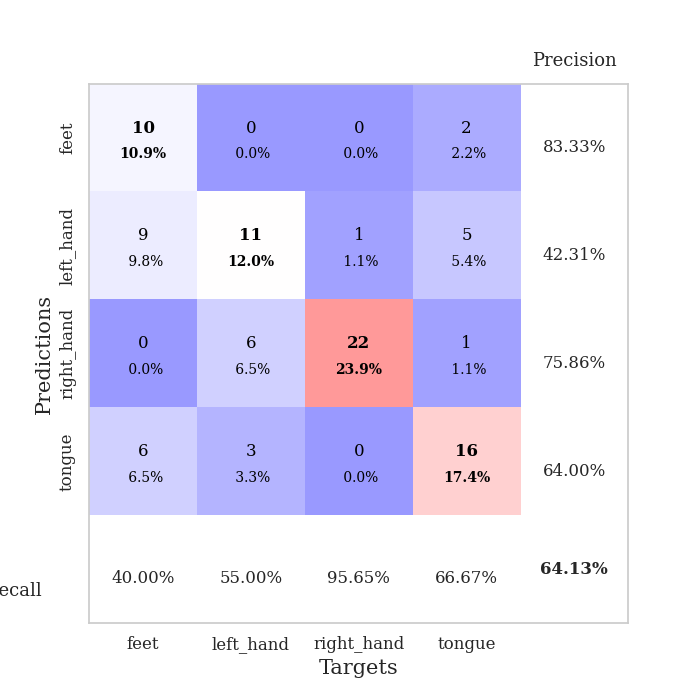 Precision
feet
10 0 0 2
10.9% 0.0% 0.0% 2.2%
83.33%
left_hand
9 11 1 5
9.8% 12.0% 1.1% 5.4%
42.31%
Predictions
right_hand
0 6 22 1
0.0% 6.5% 23.9% 1.1%
75.86%
tongue
6 3 0 16
6.5% 3.3% 0.0% 17.4%
64.00%
ecall
40.00% 55.00% 95.65% 66.67% 64.13%
feet left_hand right_hand tongue
Targets